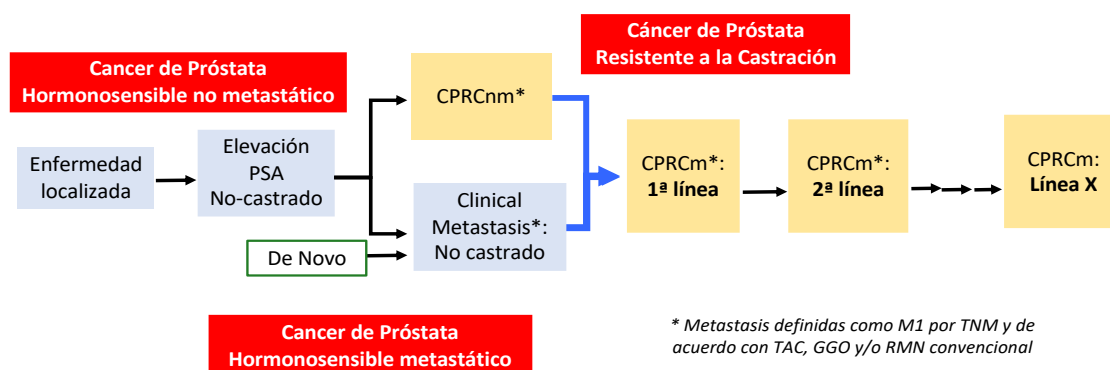 Cáncer de Próstata
Resistente a la Castración
Cancer de Próstata
Hormonosensible no metastático
CPRCnm*
Enfermedad
localizada
Elevación
PSA
No-castrado
Clinical
Metastasis*:
No castrado
De Novo
CPRCm*:
1ª línea
CPRCm*:
2ª línea
CPRCm:
Línea X
Cancer de Próstata
Hormonosensible metastático
* Metastasis definidas como M1 por TNM y de
acuerdo con TAC, GGO y/o RMN convencional